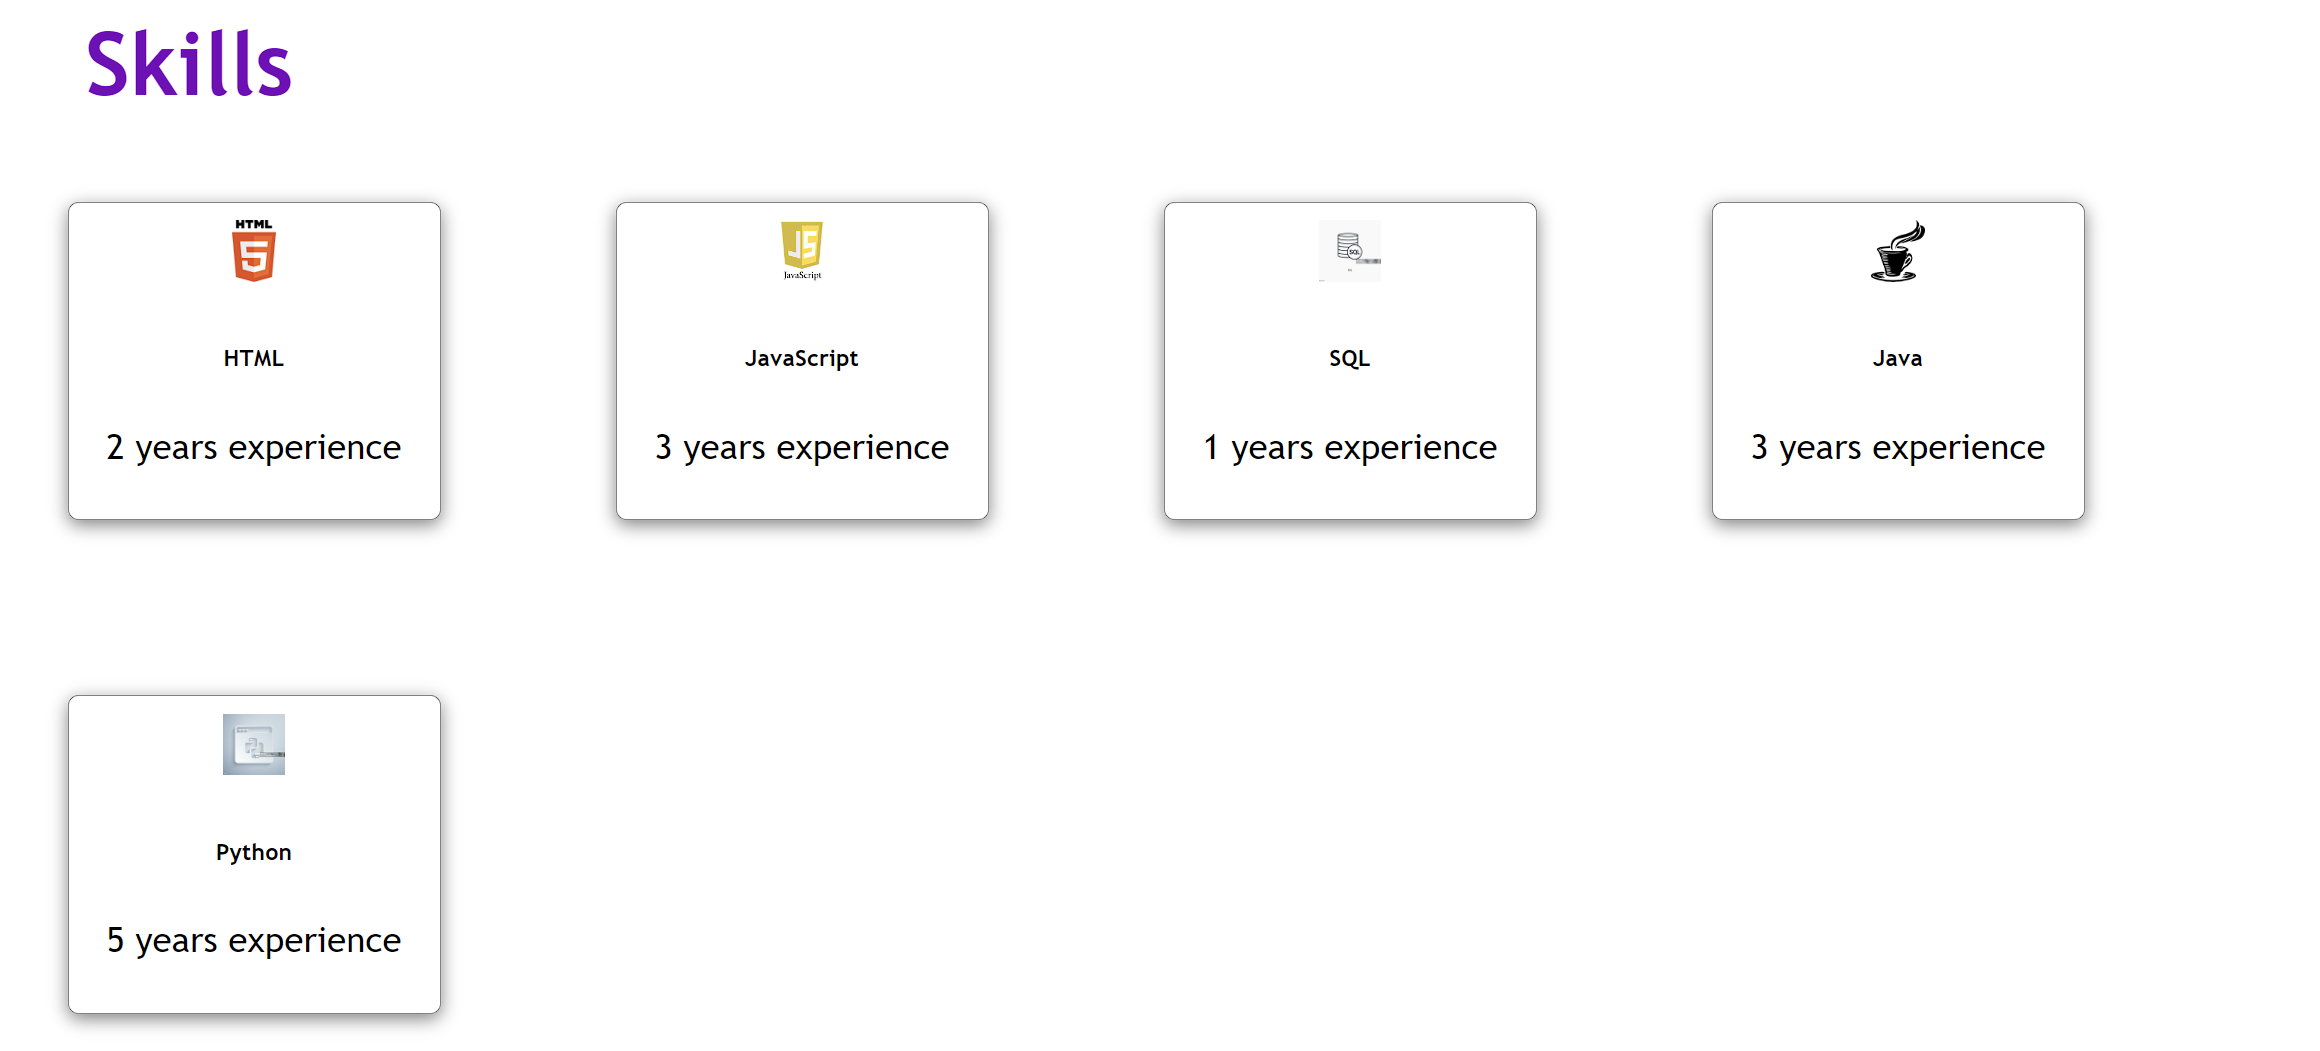 Skills
HTML
HTML
2 years experience
JS
JavaScript
JavaScript
3 years experience
SQL
SQL
1 years experience
Java
3 years experience
Python
5 years experience